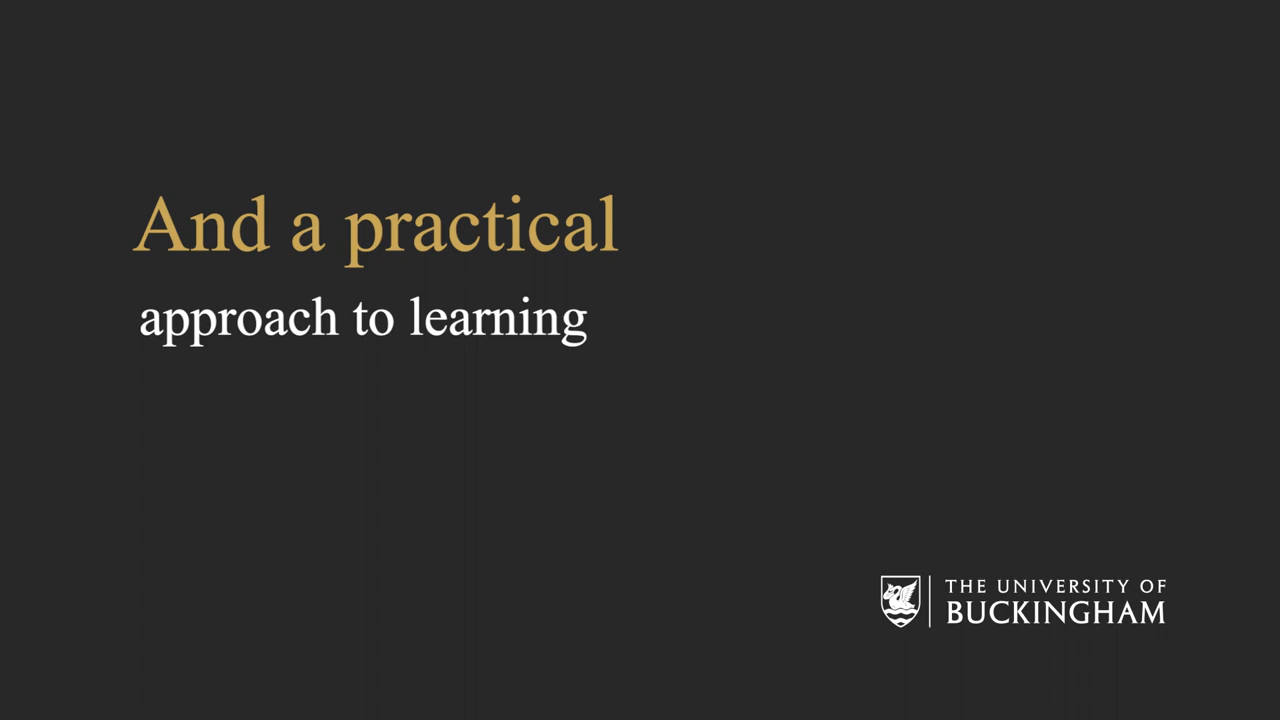 And a practical
approach to learning
THE UNIVERSITY OF
BUCKINGHAM